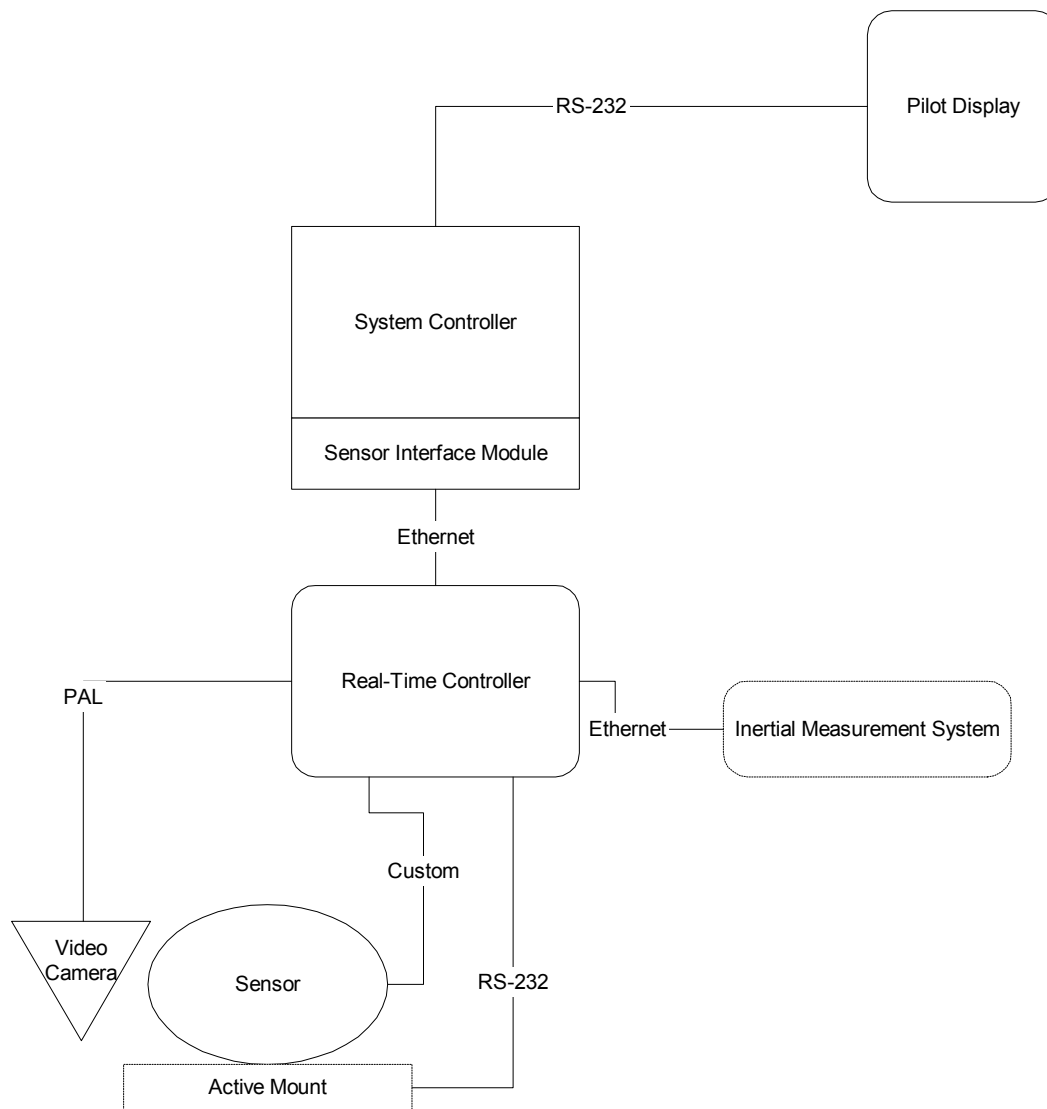 Pilot Display
RS-232
System Controller
Sensor Interface Module
Ethernet
Real-Time Controller
PAL
Ethernet
Inertial Measurement System
Custom
Video
Camera
Sensor
RS-232
Active Mount